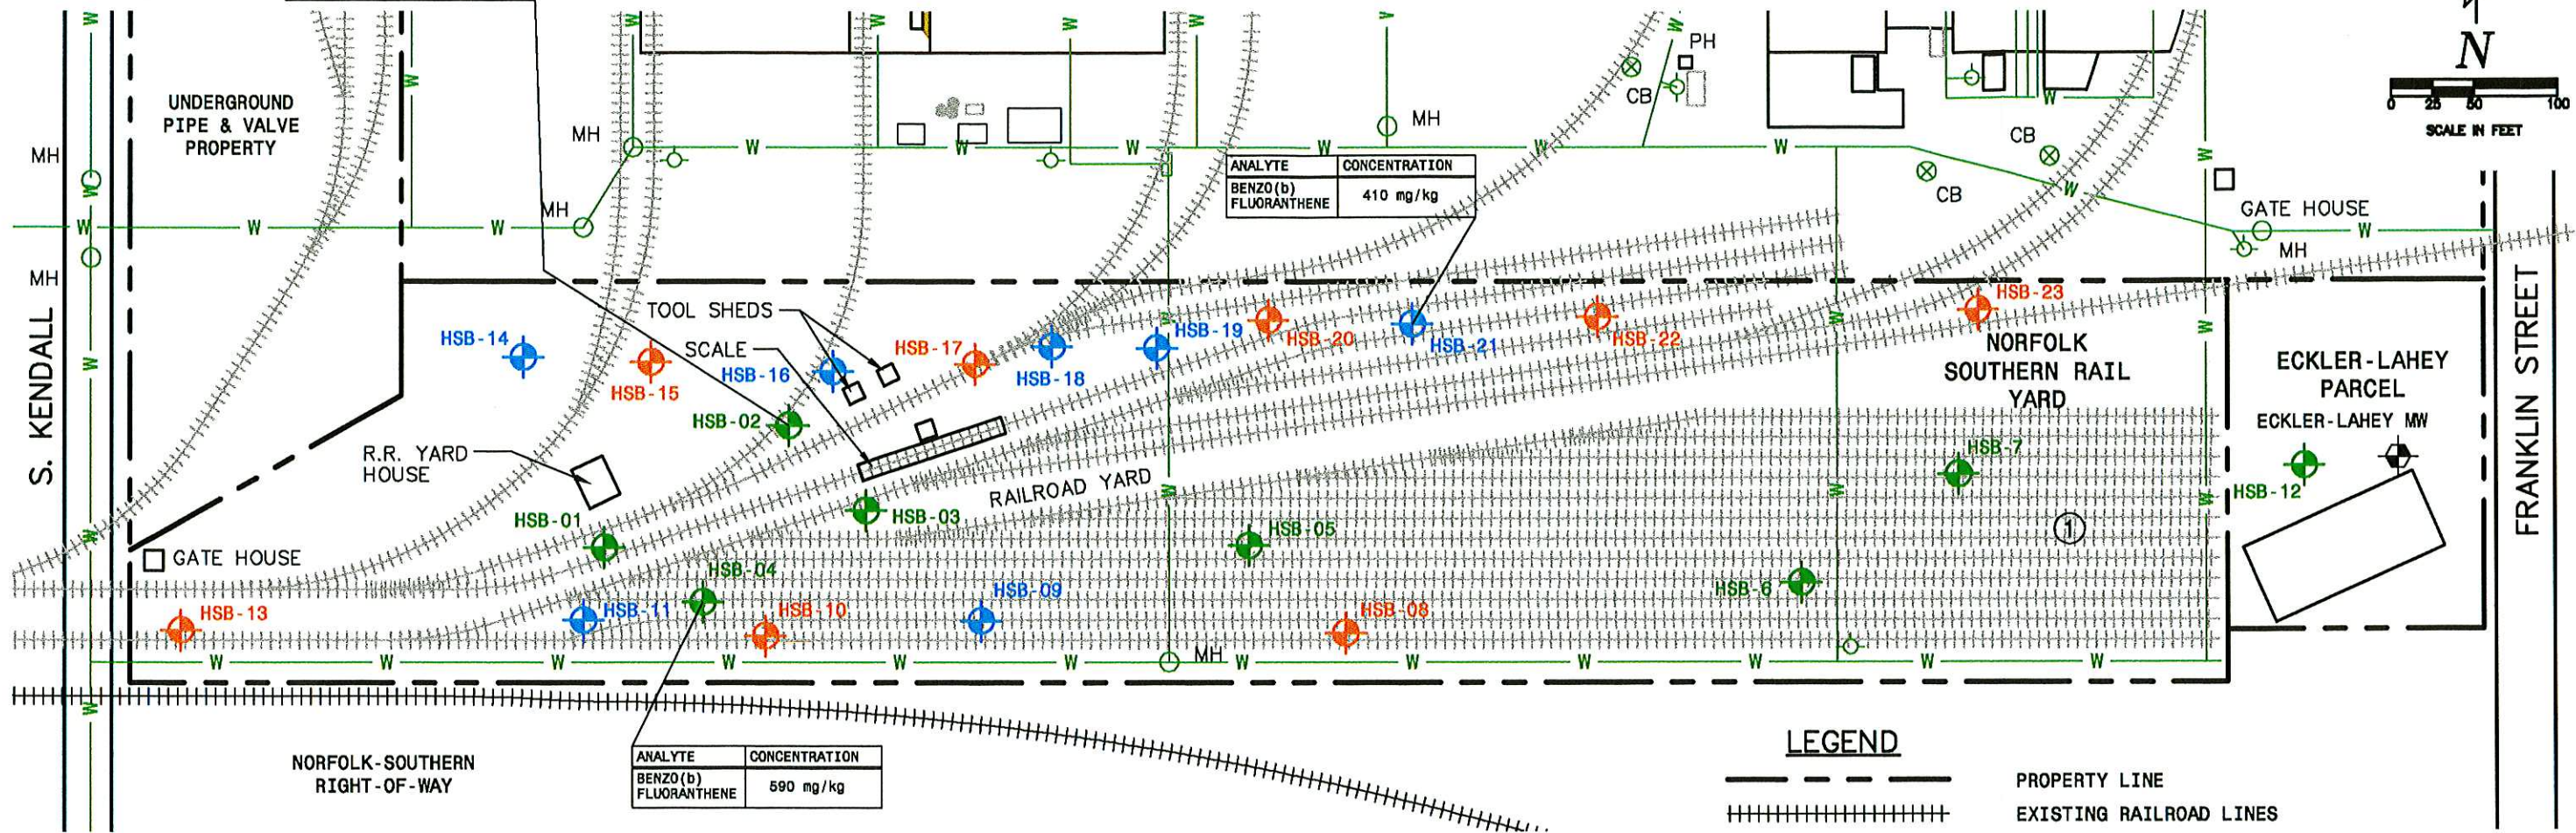 N
0 25 50 100
SCALE IN FEET
UNDERGROUND
PIPE & VALVE
PROPERTY
MH
MH
MH
MH
MH
PH
CB
CB
CB
GATE HOUSE
MH
ANALYTE CONCENTRATION
BENZO(b)
FLUORANTHENE 410 mg/kg
TOOL SHEDS
SCALE
HSB-14
HSB-15
HSB-16
HSB-17
HSB-18
HSB-19
HSB-20
HSB-21
HSB-22
HSB-23
NORFOLK
SOUTHERN RAIL
YARD
ECKLER-LAHEY
PARCEL
ECKLER-LAHEY MW
S. KENDALL
FRANKLIN STREET
HSB-02
R.R. YARD
HOUSE
RAILROAD YARD
HSB-01
HSB-03
HSB-04
HSB-05
HSB-6
HSB-7
HSB-12
1
GATE HOUSE
HSB-13
HSB-11
HSB-10
HSB-09
HSB-08
MH
W W W W W W W W W W W W W W W W W W W W W W W W W W W W W W W W W W W W W W W W W W W W
NORFOLK-SOUTHERN
RIGHT-OF-WAY
ANALYTE CONCENTRATION
BENZO(b)
FLUORANTHENE 590 mg/kg
LEGEND
PROPERTY LINE
EXISTING RAILROAD LINES